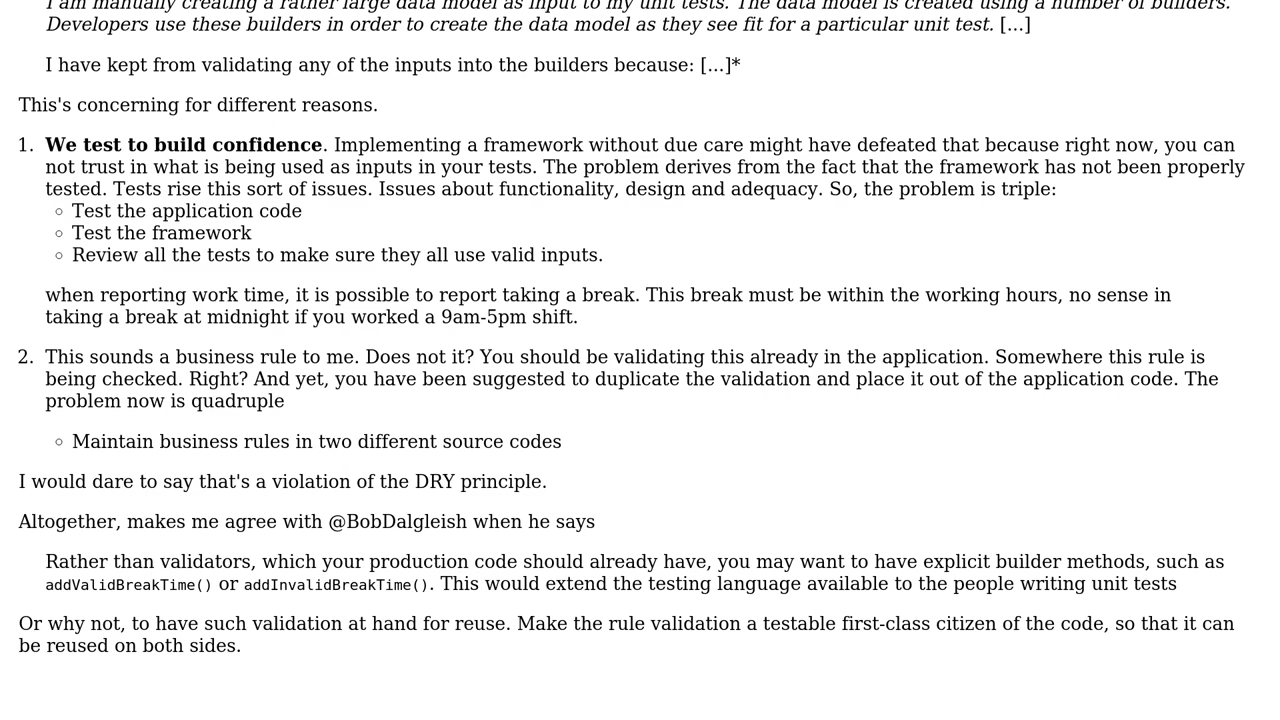 I am manually creating a rather large data model as input to my unit tests. The data model is created using a number of builders.
Developers use these builders in order to create the data model as they see fit for a particular unit test. [...]
I have kept from validating any of the inputs into the builders because: [...]*
This's concerning for different reasons.
1. We test to build confidence. Implementing a framework without due care might have defeated that because right now, you can
not trust in what is being used as inputs in your tests. The problem derives from the fact that the framework has not been properly
tested. Tests rise this sort of issues. Issues about functionality, design and adequacy. So, the problem is triple:
◦ Test the application code
◦ Test the framework
◦ Review all the tests to make sure they all use valid inputs.
when reporting work time, it is possible to report taking a break. This break must be within the working hours, no sense in
taking a break at midnight if you worked a 9am-5pm shift.
2. This sounds a business rule to me. Does not it? You should be validating this already in the application. Somewhere this rule is
being checked. Right? And yet, you have been suggested to duplicate the validation and place it out of the application code. The
problem now is quadruple
◦ Maintain business rules in two different source codes
I would dare to say that's a violation of the DRY principle.
Altogether, makes me agree with @BobDalgleish when he says
Rather than validators, which your production code should already have, you may want to have explicit builder methods, such as
addValidBreakTime() or addInvalidBreakTime(). This would extend the testing language available to the people writing unit tests
Or why not, to have such validation at hand for reuse. Make the rule validation a testable first-class citizen of the code, so that it can
be reused on both sides.